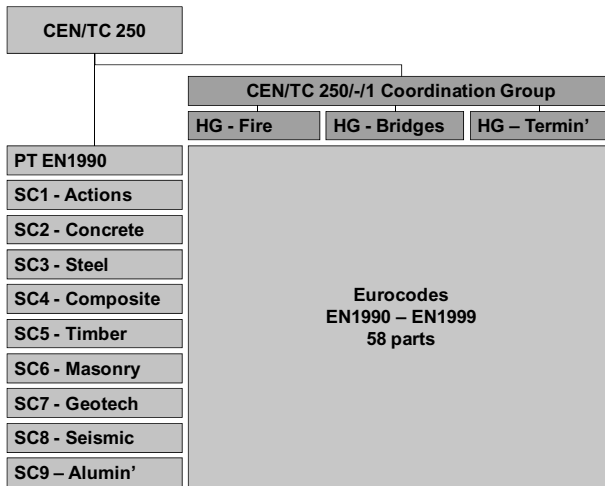 CEN/TC 250
CEN/TC 250/-/1 Coordination Group
HG - Fire
HG - Bridges
HG – Termin’
PT EN1990
SC1 - Actions
SC2 - Concrete
SC3 - Steel
SC4 - Composite
SC5 - Timber
SC6 - Masonry
SC7 - Geotech
SC8 - Seismic
SC9 – Alumin’
Eurocodes
EN1990 – EN1999
58 parts